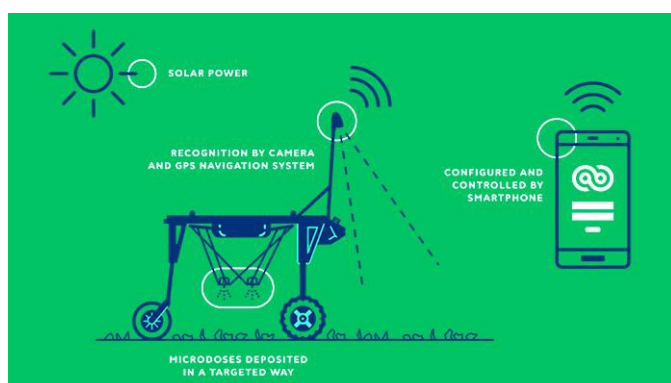 SOLAR POWER
RECOGNITION BY CAMERA
AND GPS NAVIGATION SYSTEM
CONFIGURED AND
CONTROLLED BY
SMARTPHONE
MICRODOSES DEPOSITED
IN A TARGETED WAY